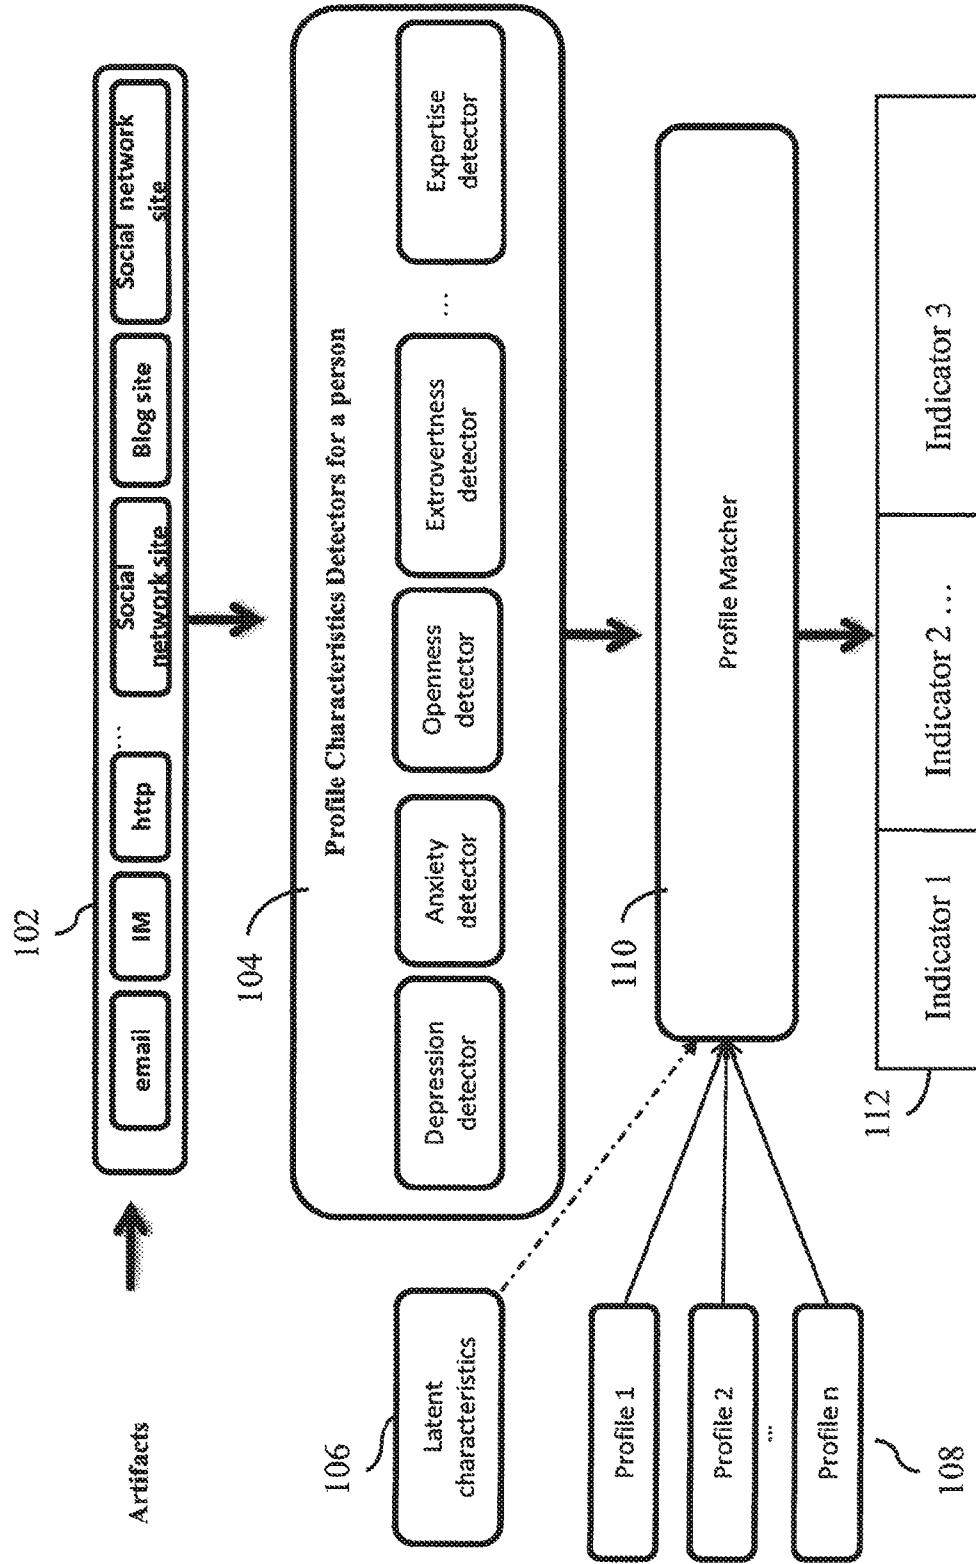 102
Artifacts
email
IM
http
...
Social
network site
Blog site
Social network
site
104
Profile Characteristics Detectors for a person
106
Latent
characteristics
Depression
detector
Anxiety
detector
Openness
detector
Extrovertness
detector
...
Expertise
detector
110
Profile 1
Profile 2
...
Profile n
108
Profile Matcher
112
Indicator 1
Indicator 2 ...
Indicator 3